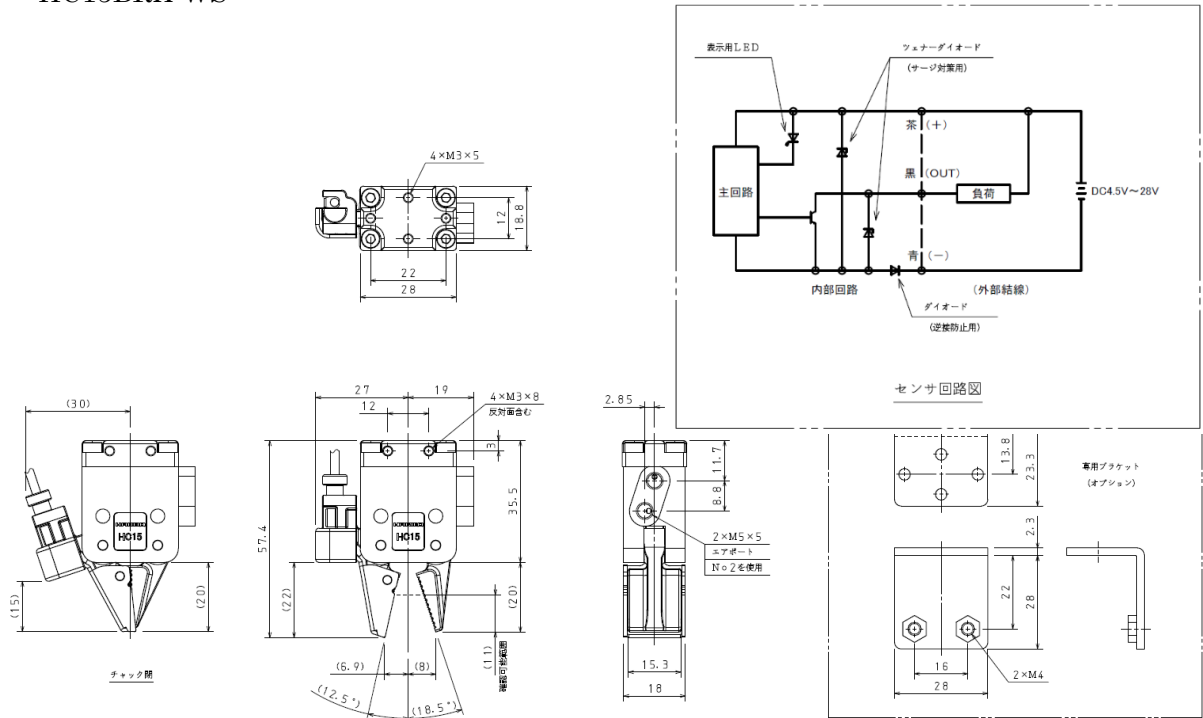 HC15BRH-WS
表示用LED
ツェナーダイオード
(サージ対策用)
茶 (+)
黒 (OUT)
主回路
負荷
DC4.5V～28V
青 (－)
内部回路
(外部結線)
ダイオード
(逆接防止用)
センサ回路図
4×M3×5
12
18.8
22
28
(30)
(15)
(20)
HC15
チャック閉
27
19
12
4×M3×8
反対面含む
3
57.4
35.5
HC15
(22)
(20)
(11)
(6.9)
(8)
(12.5°)
(18.5°)
2.85
11.7
8.8
2×M5×5
エアポート
No2を使用
15.3
18
13.8
23.3
専用ブラケット
(オプション)
2.3
22
28
16
28
2×M4